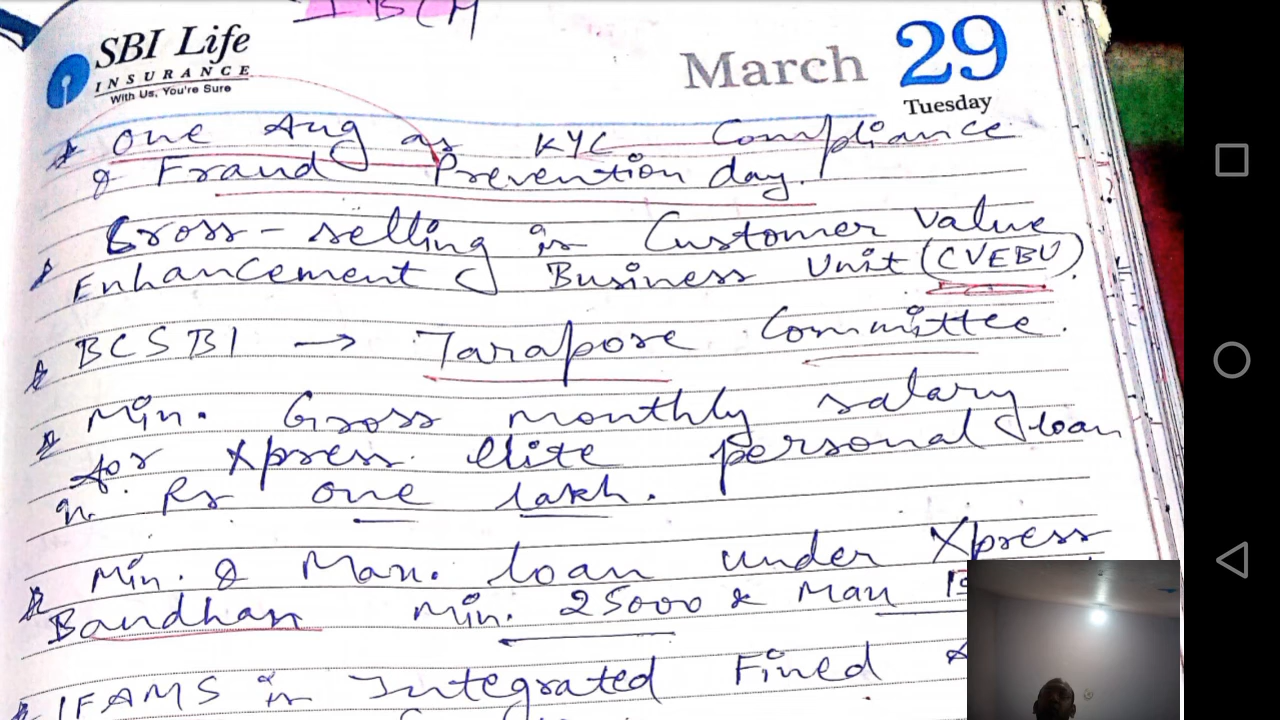 IBCM
SBI Life
INSURANCE
With Us, You're Sure
March 29
Tuesday
One Aug as KYC Compliance
& Fraud Prevention day.
Cross-selling is Customer Value
Enhancement & Business Unit (CVEBU).
BCSBI → Tarapore Committee.
Min. Gross monthly salary
for Xpress elite personal loan
is Rs one lakh.
Min. & Max. loan under Xpress
Bandhan Min. 25000 & Max
IFAMS is Integrated Fixed